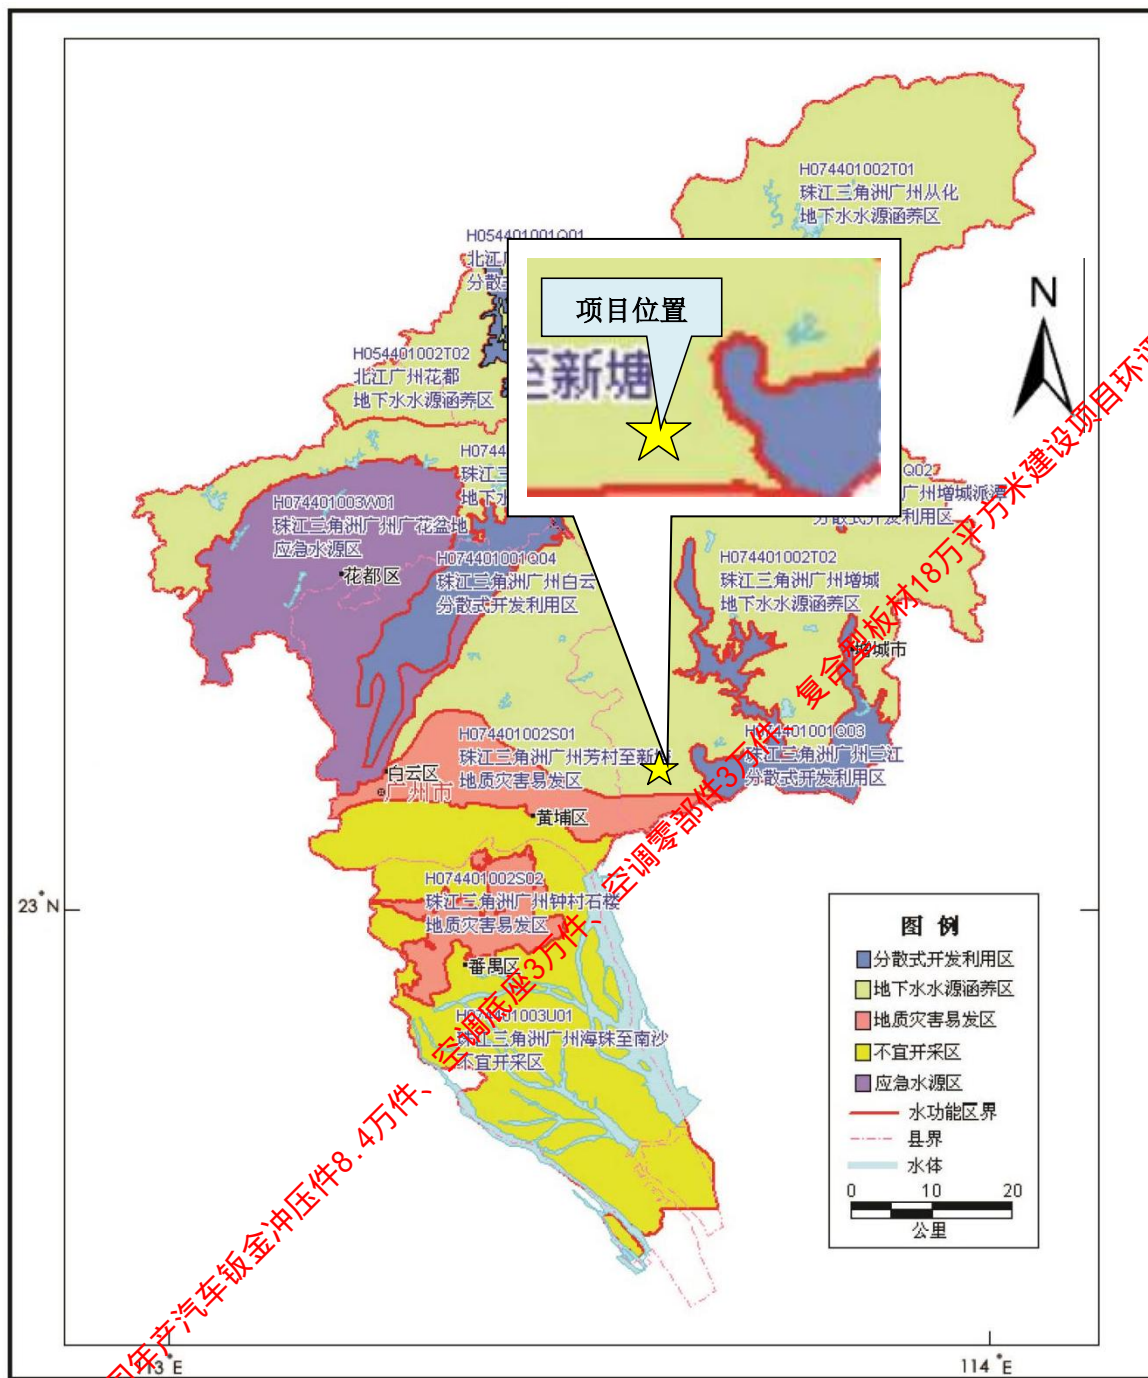 H074401002T01
珠江三角洲广州从化
地下水水源涵养区
H054401001Q01
北江
分散式
项目位置
至新塘
N
H054401002T02
北江广州花都
地下水水源涵养区
H0744
珠江三
地下水
H074401003W01
珠江三角洲广州广花盆地
应急水源区
花都区
H074401001Q04
珠江三角洲广州白云
分散式开发利用区
Q02
广州增城派潭
分散式开发利用区
H074401002T02
珠江三角洲广州增城
地下水水源涵养区
增城市
H074401002S01
珠江三角洲广州芳村至新塘
地质灾害易发区
H074401001Q03
珠江三角洲广州三江
分散式开发利用区
白云区
广州市
黄埔区
H074401002S02
珠江三角洲广州钟村石楼
地质灾害易发区
番禺区
H074401003U01
珠江三角洲广州海珠至南沙
不宜开采区
23°N
图 例
分散式开发利用区
地下水水源涵养区
地质灾害易发区
不宜开采区
应急水源区
水功能区界
县界
水体
0 10 20
公里
113°E
114°E
年产汽车钣金冲压件8.4万件、空调底座3万件、空调零部件3万件、复合型板材18万平方米建设项目环评